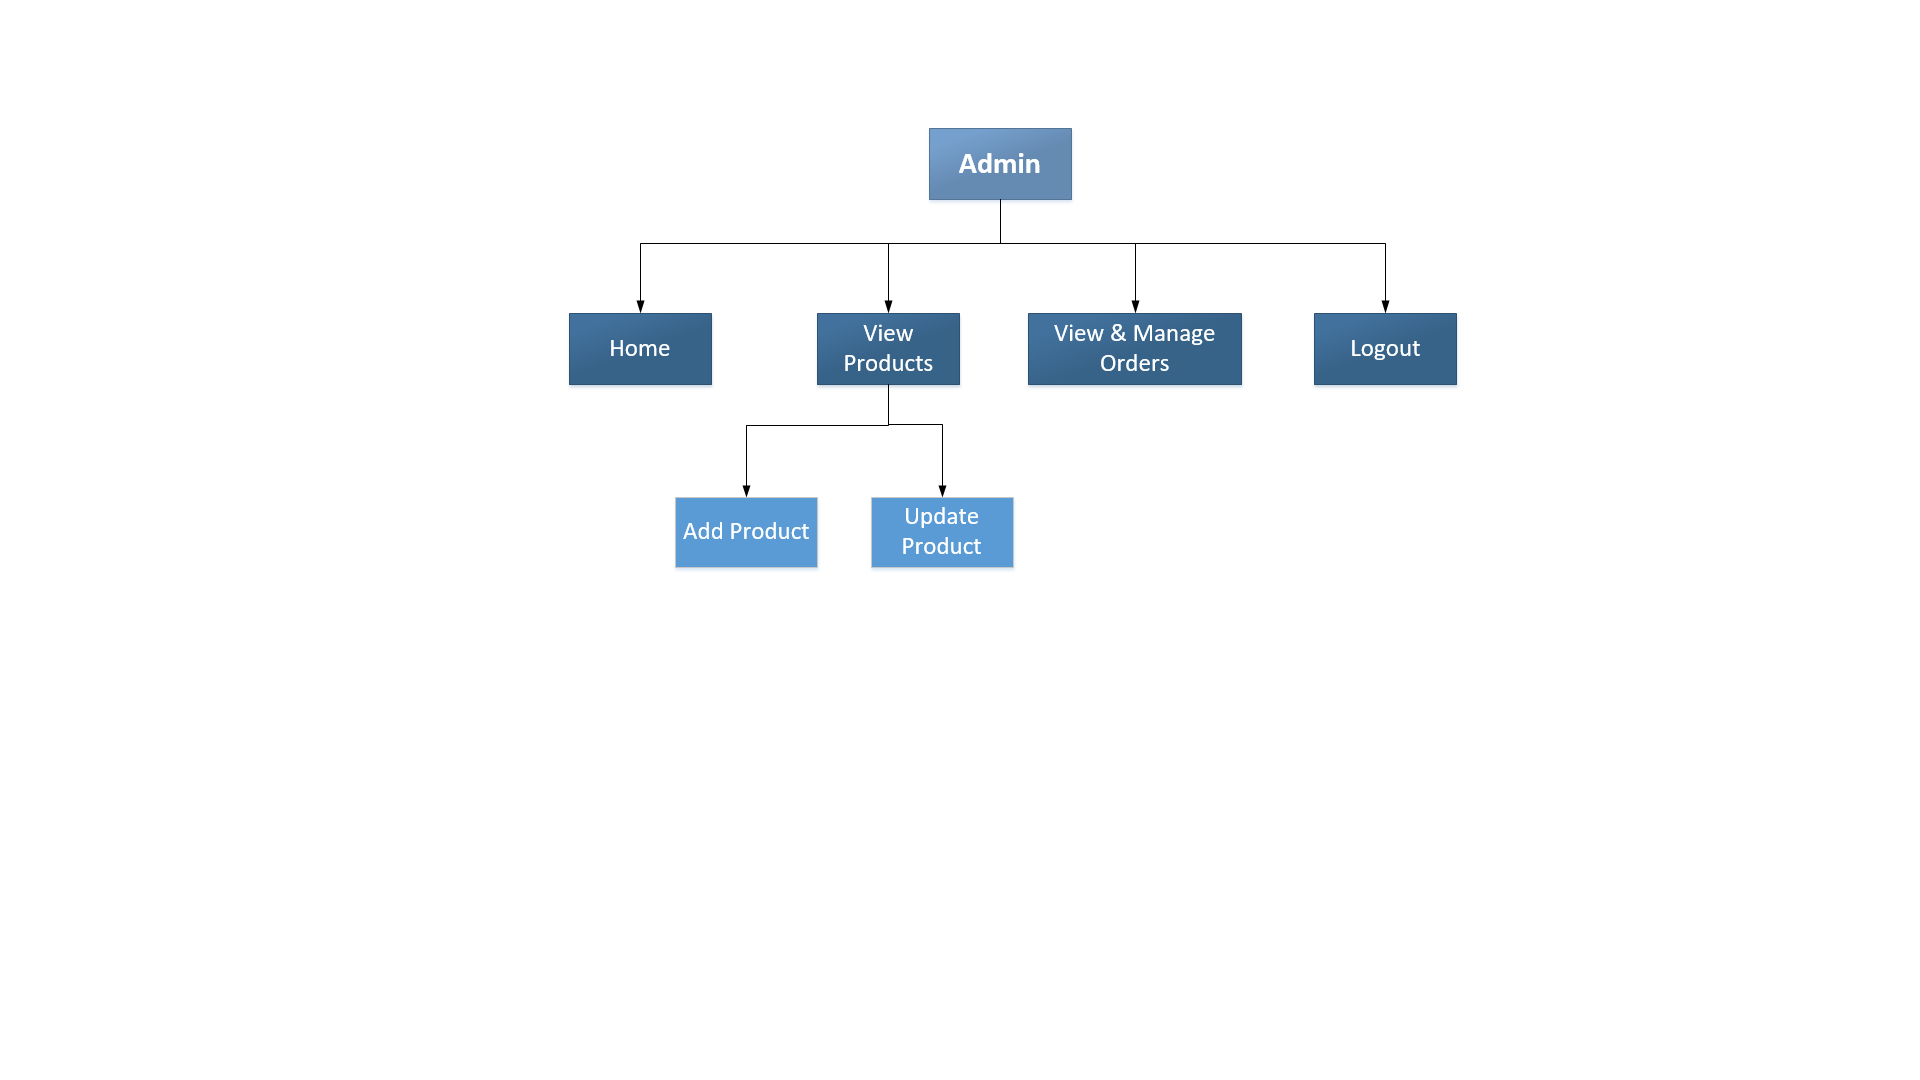 Admin
Home
View
Products
View & Manage
Orders
Logout
Add Product
Update
Product